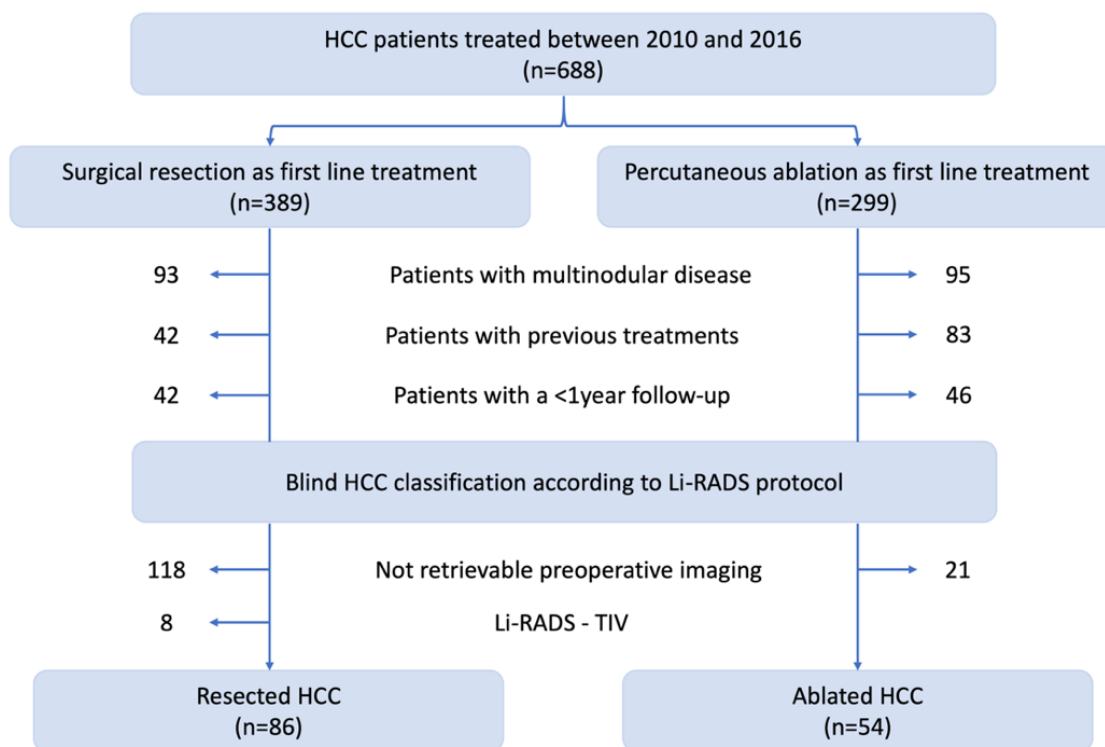 HCC patients treated between 2010 and 2016
(n=688)
Surgical resection as first line treatment
(n=389)
Percutaneous ablation as first line treatment
(n=299)
93 Patients with multinodular disease 95
42 Patients with previous treatments 83
42 Patients with a <1year follow-up 46
Blind HCC classification according to Li-RADS protocol
118 Not retrievable preoperative imaging 21
8 Li-RADS - TIV
Resected HCC
(n=86)
Ablated HCC
(n=54)